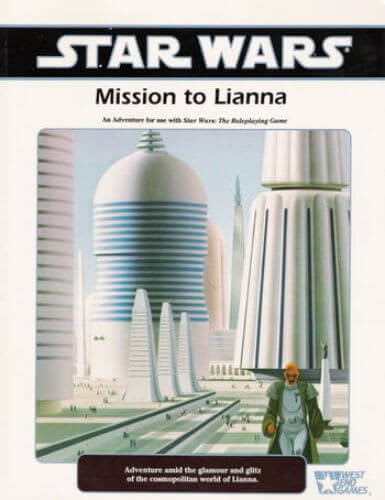 STAR WARS®
Mission to Lianna
An Adventure for use with Star Wars: The Roleplaying Game
Adventure amid the glamour and glitz
of the cosmopolitan world of Lianna.
WEST
END
GAMES